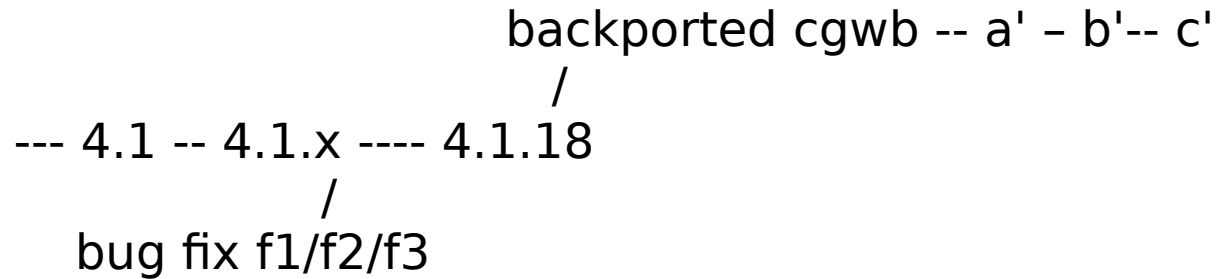 backported cgwb -- a' – b'-- c'
/
--- 4.1 -- 4.1.x ---- 4.1.18
/
bug fix f1/f2/f3